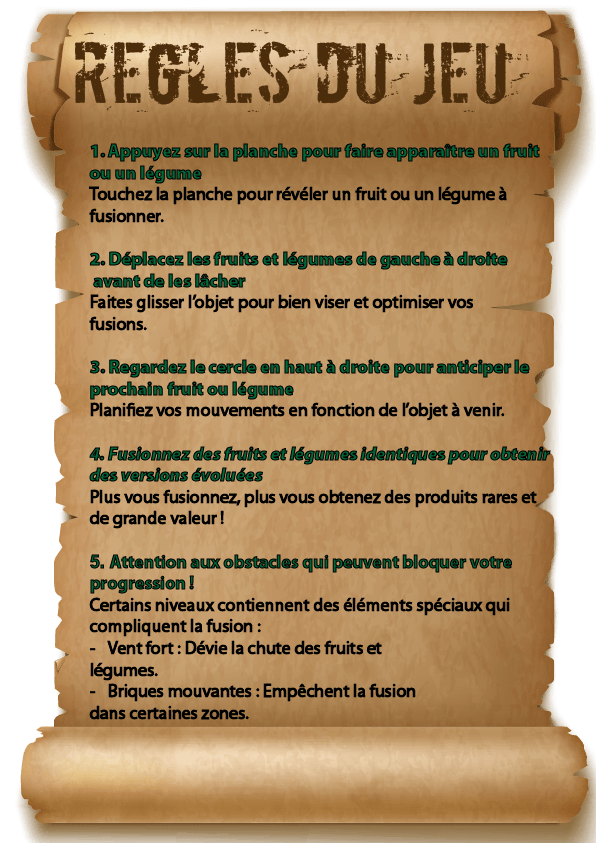 REGLES DU JEU
1. Appuyez sur la planche pour faire apparaître un fruit
ou un légume
Touchez la planche pour révéler un fruit ou un légume à
fusionner.
2. Déplacez les fruits et légumes de gauche à droite
avant de les lâcher
Faites glisser l'objet pour bien viser et optimiser vos
fusions.
3. Regardez le cercle en haut à droite pour anticiper le
prochain fruit ou légume
Planifiez vos mouvements en fonction de l'objet à venir.
4. Fusionnez des fruits et légumes identiques pour obtenir
des versions évoluées
Plus vous fusionnez, plus vous obtenez des produits rares et
de grande valeur !
5. Attention aux obstacles qui peuvent bloquer votre
progression !
Certains niveaux contiennent des éléments spéciaux qui
compliquent la fusion :
- Vent fort : Dévie la chute des fruits et
légumes.
- Briques mouvantes : Empêchent la fusion
dans certaines zones.